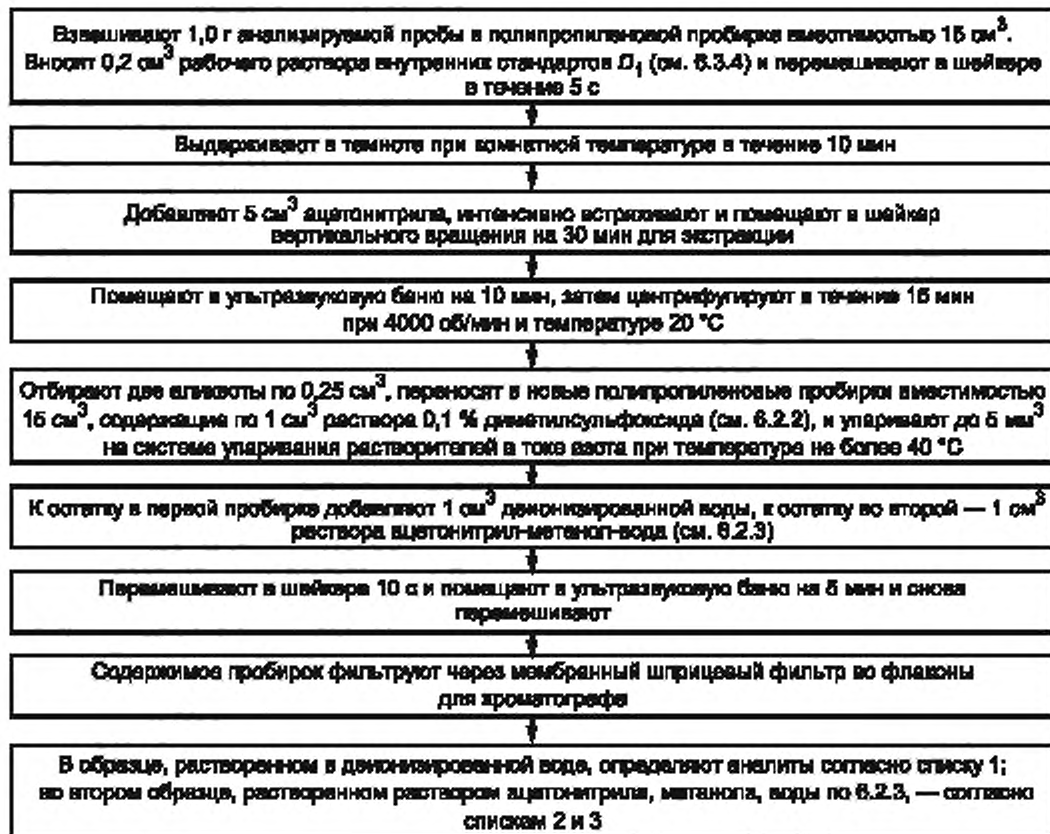 Взвешивают 1,0 г анализируемой пробы в полипропиленовой пробирке вместимостью 15 см³.
Вносят 0,2 см³ рабочего раствора внутренних стандартов D₁ (см. 6.3.4) и перемешивают в шейкере
в течение 5 с
Выдерживают в темноте при комнатной температуре в течение 10 мин
Добавляют 5 см³ ацетонитрила, интенсивно встряхивают и помещают в шейкер
вертикального вращения на 30 мин для экстракции
Помещают в ультразвуковую баню на 10 мин, затем центрифугируют в течение 15 мин
при 4000 об/мин и температуре 20 °С
Отбирают две аликвоты по 0,25 см³, переносят в новые полипропиленовые пробирки вместимостью
15 см³, содержащие по 1 см³ раствора 0,1 % диметилсульфоксида (см. 6.2.2), и упаривают до 5 мм³
на системе упаривания растворителей в токе азота при температуре не более 40 °С
К остатку в первой пробирке добавляют 1 см³ деионизированной воды, к остатку во второй — 1 см³
раствора ацетонитрил-метанол-вода (см. 6.2.3)
Перемешивают в шейкере 10 с и помещают в ультразвуковую баню на 5 мин и снова
перемешивают
Содержимое пробирок фильтруют через мембранный шприцевый фильтр во флаконы
для хроматографа
В образце, растворенном в деионизированной воде, определяют аналиты согласно списку 1;
во втором образце, растворенном раствором ацетонитрила, метанола, воды по 6.2.3, — согласно
спискам 2 и 3